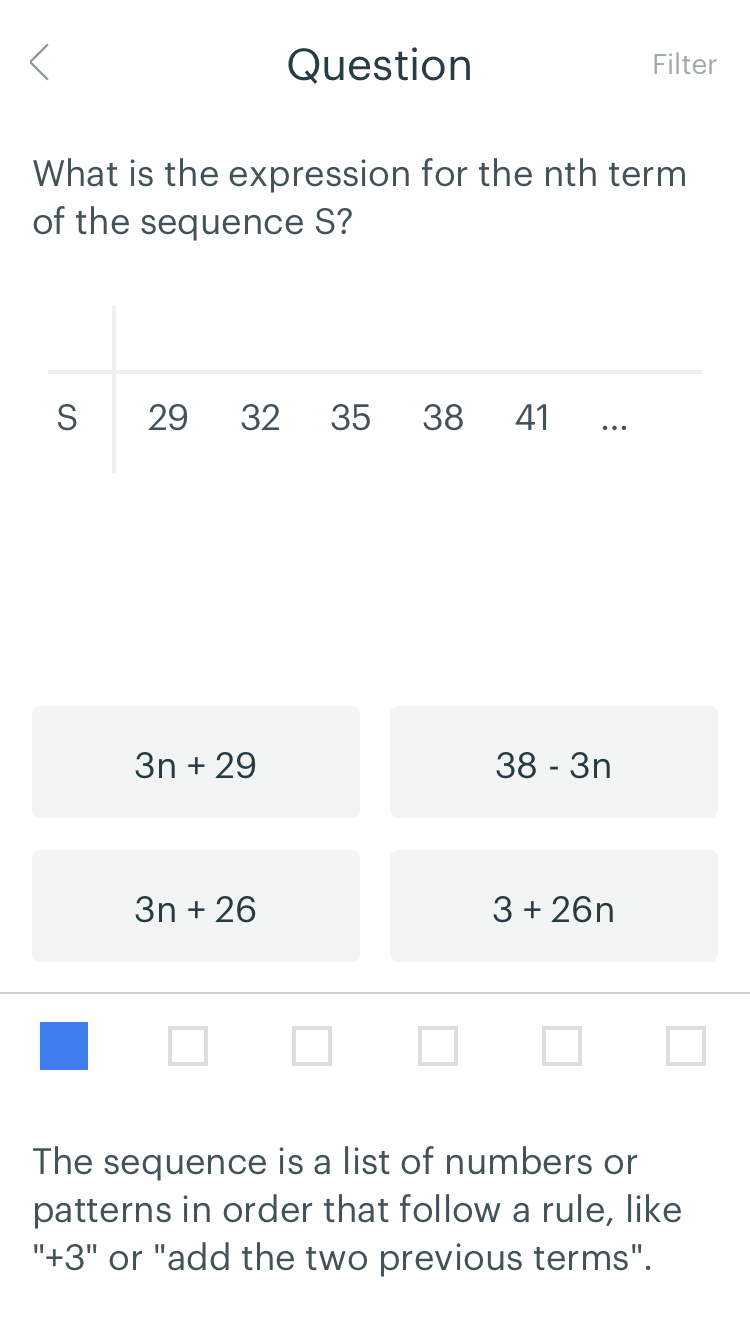 Question
Filter
What is the expression for the nth term
of the sequence S?
S 29 32 35 38 41 ...
3n + 29
38 - 3n
3n + 26
3 + 26n
The sequence is a list of numbers or
patterns in order that follow a rule, like
"+3" or "add the two previous terms".